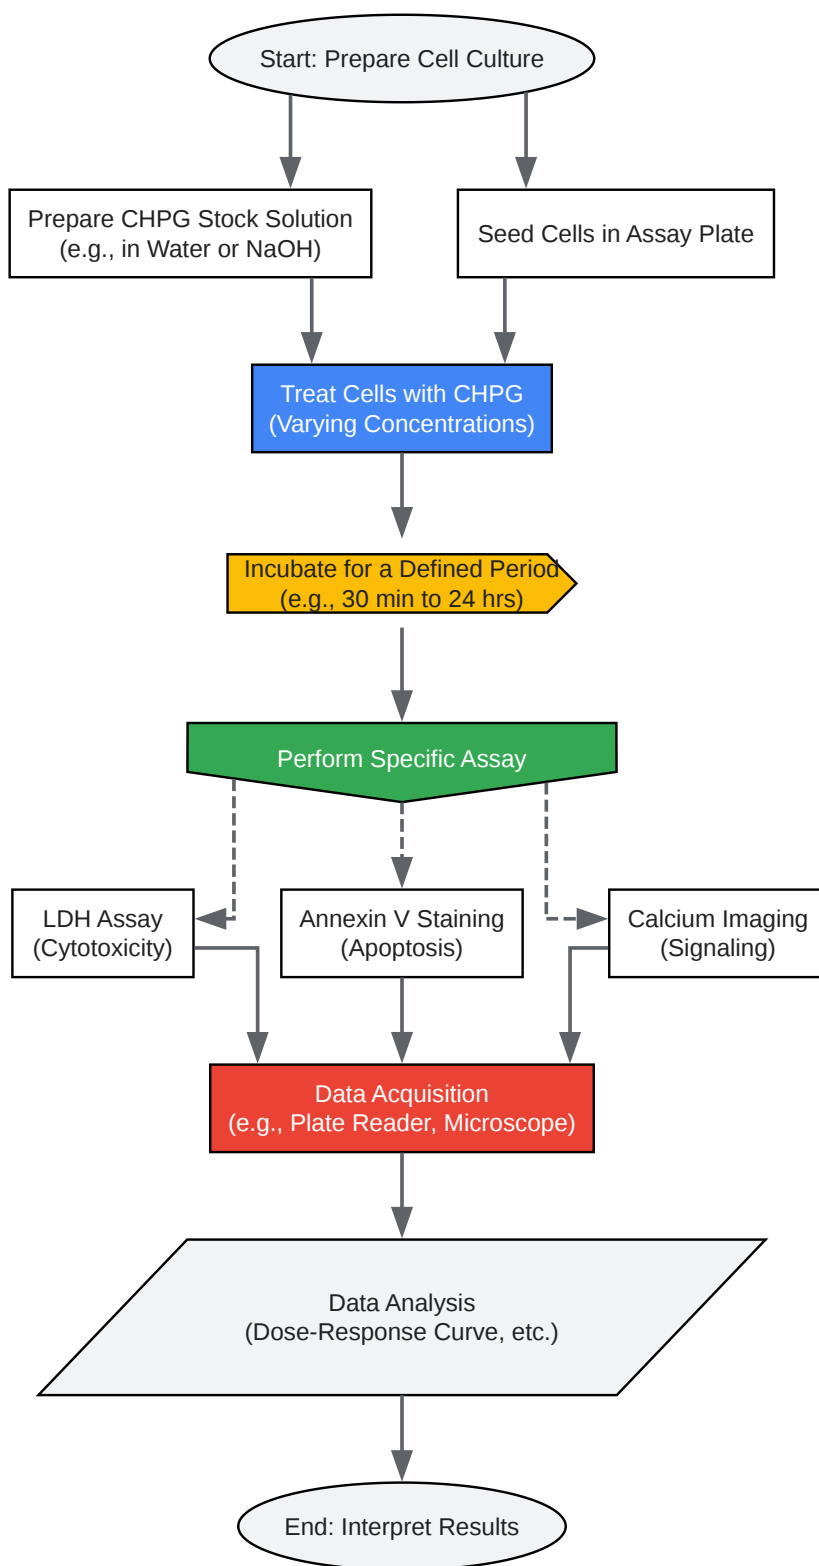 Start: Prepare Cell Culture
Prepare CHPG Stock Solution
(e.g., in Water or NaOH)
Seed Cells in Assay Plate
Treat Cells with CHPG
(Varying Concentrations)
Incubate for a Defined Period
(e.g., 30 min to 24 hrs)
Perform Specific Assay
LDH Assay
(Cytotoxicity)
Annexin V Staining
(Apoptosis)
Calcium Imaging
(Signaling)
Data Acquisition
(e.g., Plate Reader, Microscope)
Data Analysis
(Dose-Response Curve, etc.)
End: Interpret Results